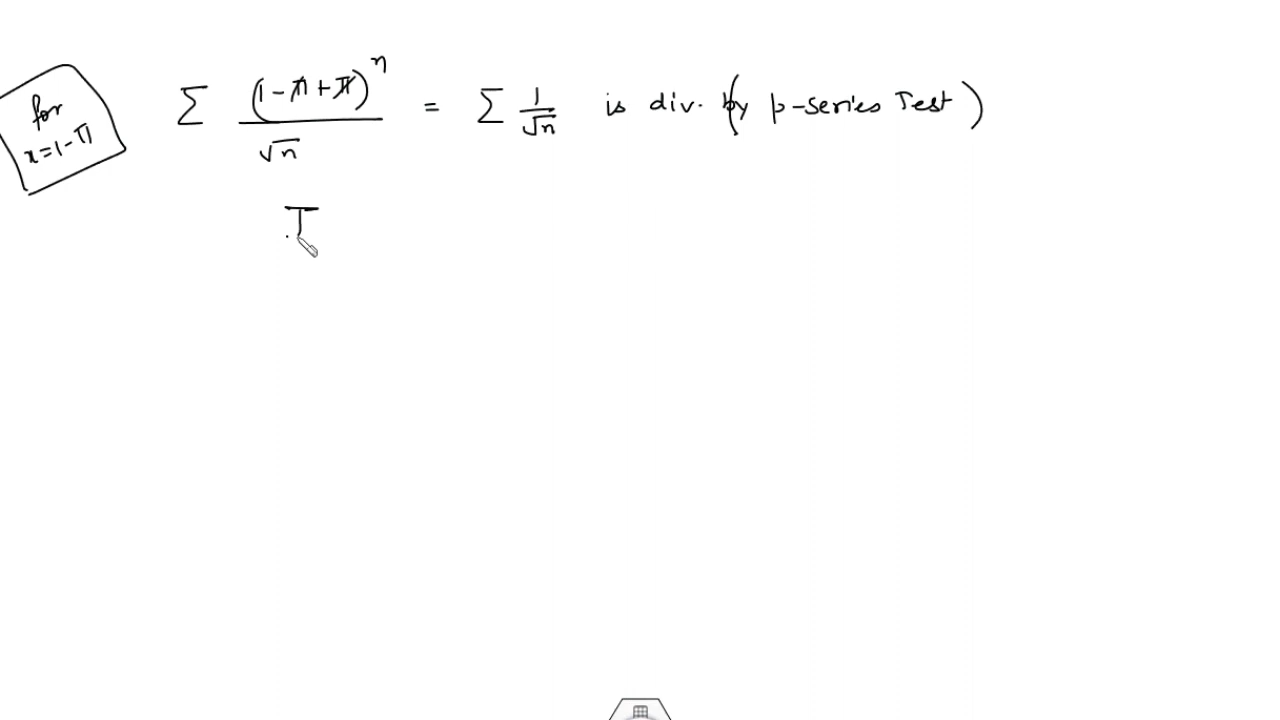 for
x=1-π
∑ (1-π+π)^n / √n = ∑ 1/√n is div. (by p-series Test)
I